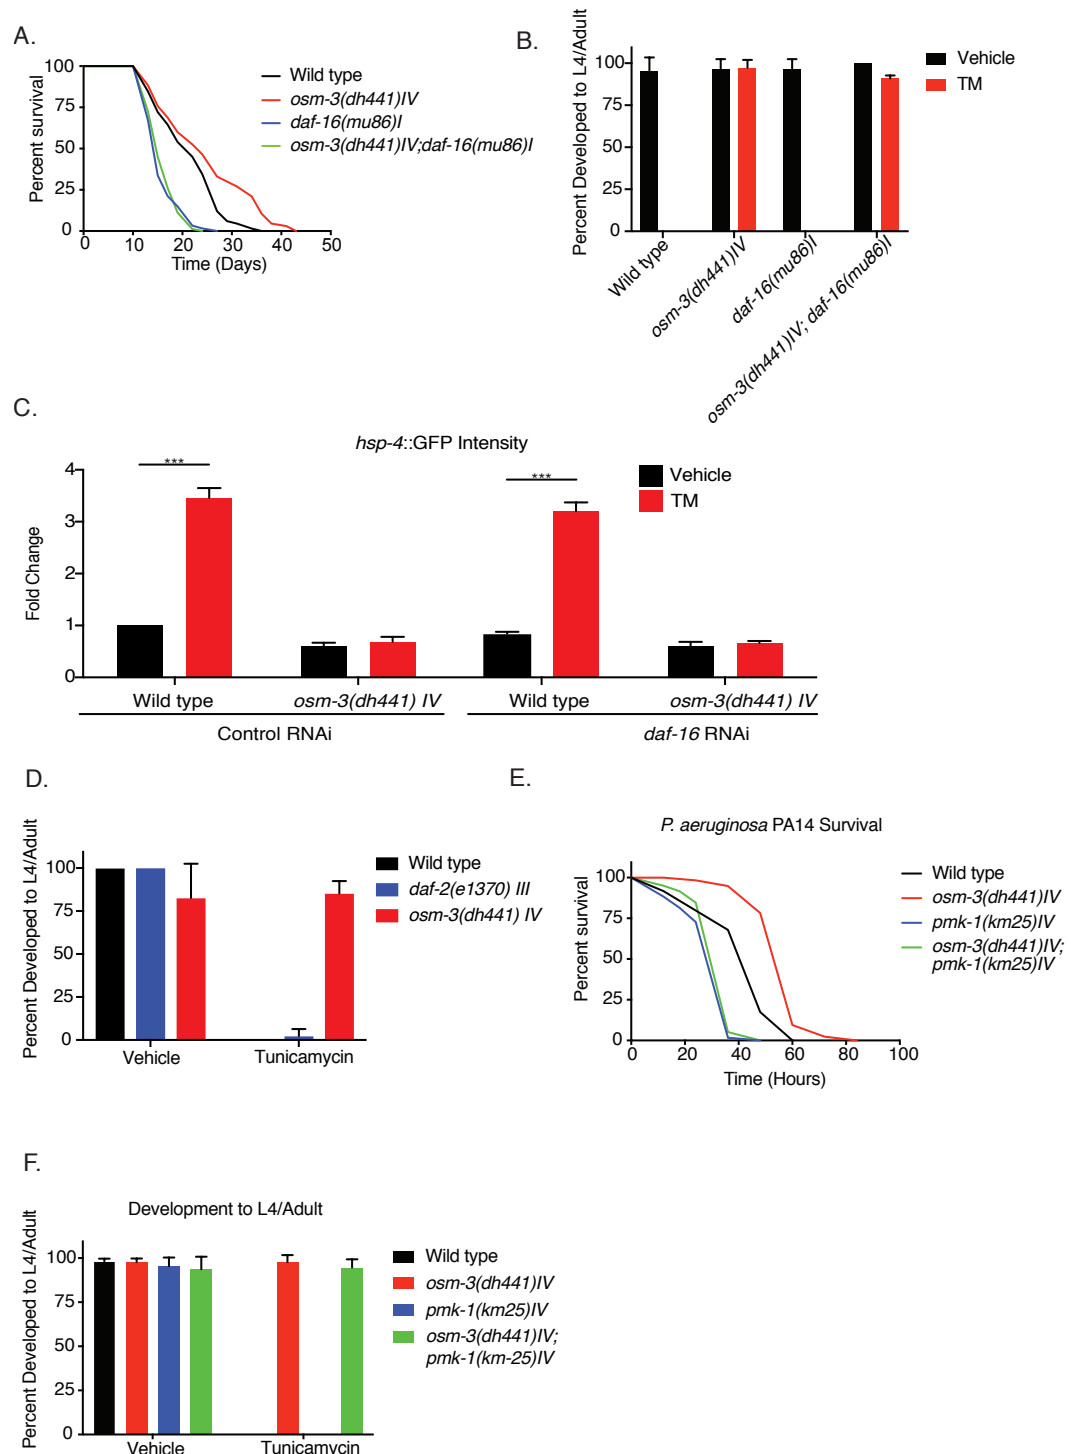 A.
Percent survival
100
75
50
25
0
0 10 20 30 40 50
Time (Days)
Wild type
osm-3(dh441)IV
daf-16(mu86)I
osm-3(dh441)IV;daf-16(mu86)I
B.
Percent Developed to L4/Adult
100
75
50
25
0
Wild type
osm-3(dh441)IV
daf-16(mu86)I
osm-3(dh441)IV; daf-16(mu86)I
Vehicle
TM
C.
hsp-4::GFP Intensity
Fold Change
4
3
2
1
0
*** ***
Vehicle
TM
Wild type osm-3(dh441) IV Wild type osm-3(dh441) IV
Control RNAi daf-16 RNAi
D.
Percent Developed to L4/Adult
100
75
50
25
0
Vehicle Tunicamycin
Wild type
daf-2(e1370) III
osm-3(dh441) IV
E.
P. aeruginosa PA14 Survival
Percent survival
100
75
50
25
0
0 20 40 60 80 100
Time (Hours)
Wild type
osm-3(dh441)IV
pmk-1(km25)IV
osm-3(dh441)IV;
pmk-1(km25)IV
F.
Development to L4/Adult
Percent Developed to L4/Adult
100
75
50
25
0
Vehicle Tunicamycin
Wild type
osm-3(dh441)IV
pmk-1(km25)IV
osm-3(dh441)IV;
pmk-1(km-25)IV